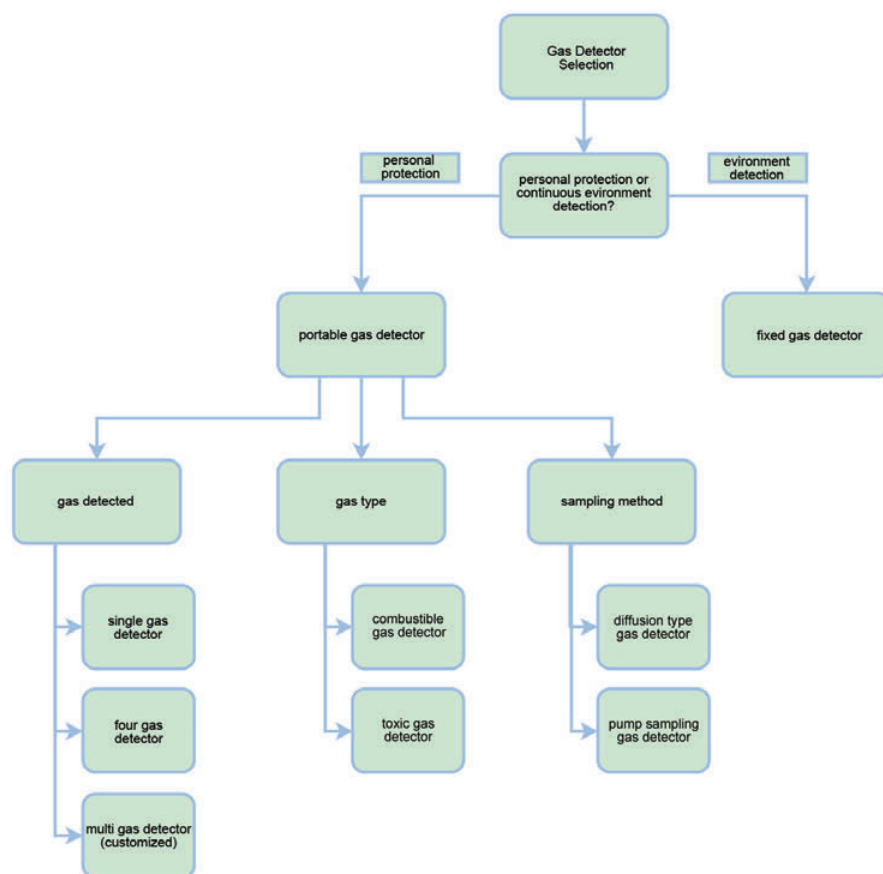 Gas Detector
Selection
personal
protection
personal protection or
continuous evironment
detection?
evironment
detection
portable gas detector
fixed gas detector
gas detected
gas type
sampling method
single gas
detector
combustible
gas detector
diffusion type
gas detector
four gas
detector
toxic gas
detector
pump sampling
gas detector
multi gas detector
(customized)